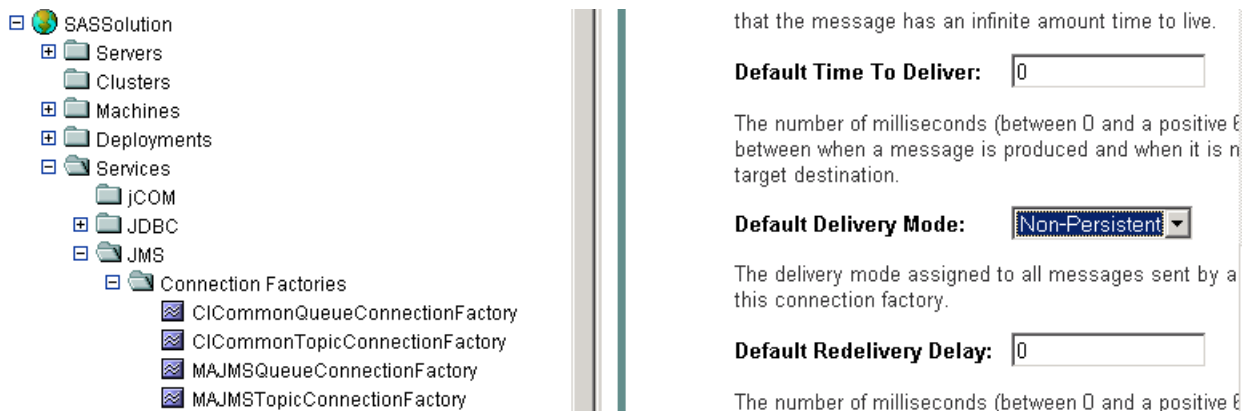 SASSolution
Servers
Clusters
Machines
Deployments
Services
jCOM
JDBC
JMS
Connection Factories
CICommonQueueConnectionFactory
CICommonTopicConnectionFactory
MAJMSQueueConnectionFactory
MAJMSTopicConnectionFactory
that the message has an infinite amount time to live.
Default Time To Deliver: 0
The number of milliseconds (between 0 and a positive
between when a message is produced and when it is
target destination.
Default Delivery Mode: Non-Persistent
The delivery mode assigned to all messages sent by a
this connection factory.
Default Redelivery Delay: 0
The number of milliseconds (between 0 and a positive